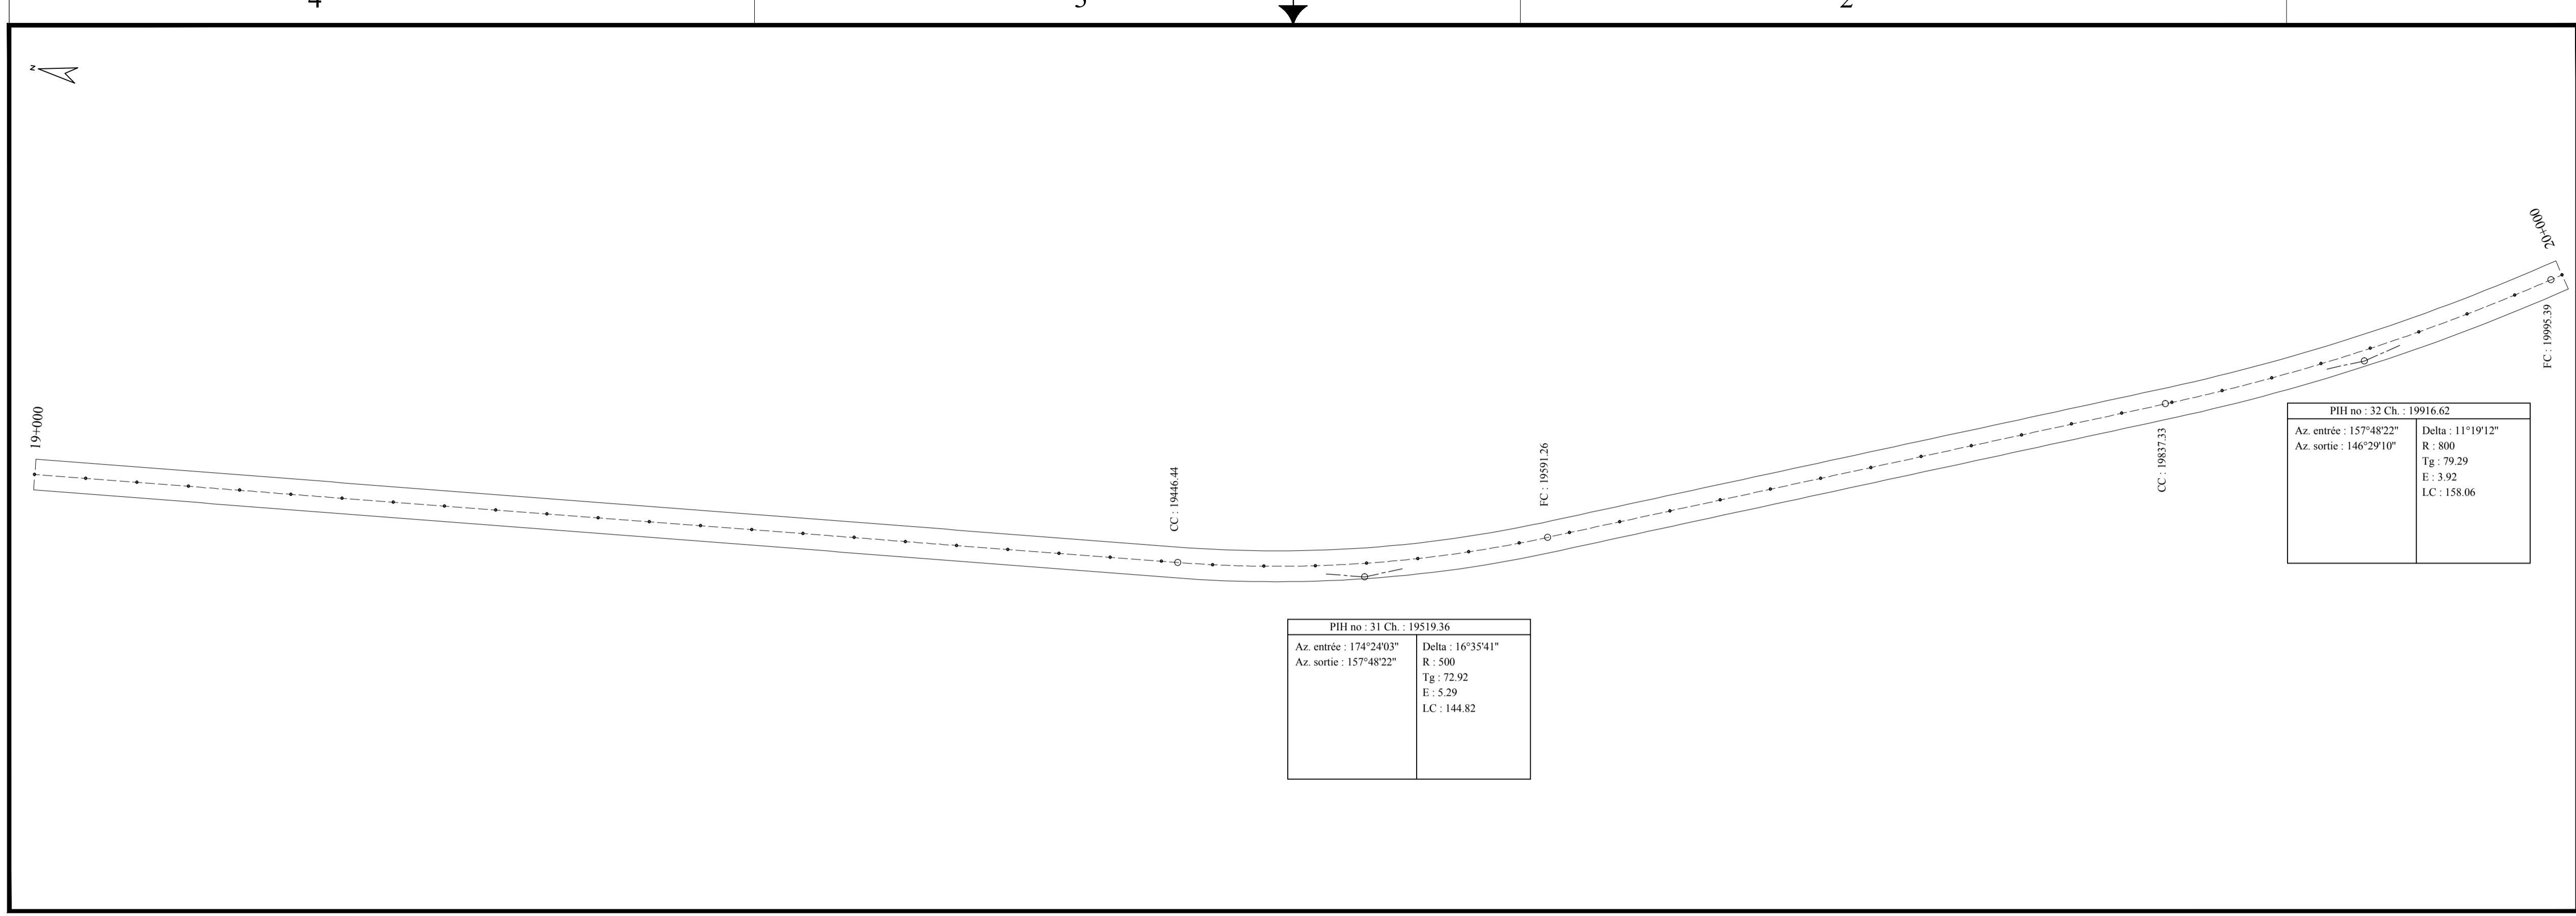 4
3
2
N
19+000
CC : 19446.44
FC : 19591.26
CC : 19837.33
FC : 19995.39
20+000
PIH no : 31 Ch. : 19519.36
Az. entrée : 174°24'03"
Az. sortie : 157°48'22"
Delta : 16°35'41"
R : 500
Tg : 72.92
E : 5.29
LC : 144.82
PIH no : 32 Ch. : 19916.62
Az. entrée : 157°48'22"
Az. sortie : 146°29'10"
Delta : 11°19'12"
R : 800
Tg : 79.29
E : 3.92
LC : 158.06